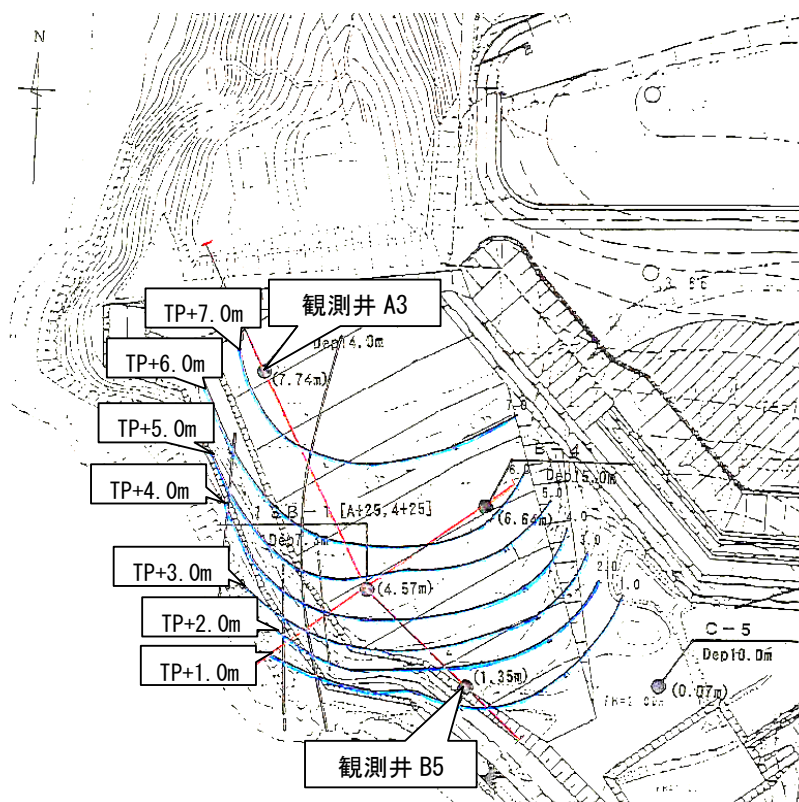 N
TP+7.0m
観測井 A3
Dep14.0m
(7.74m)
TP+6.0m
7.0
TP+5.0m
B-4
6.0
Dep15.0m
TP+4.0m
5.0
[A+25,4+25]
(6.64m)
3.0
TP+3.0m
(4.57m)
2.0
1.0
TP+2.0m
C-5
TP+1.0m
Dep10.0m
(1.35m)
(0.07m)
観測井 B5